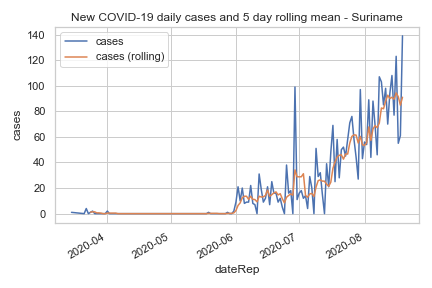 New COVID-19 daily cases and 5 day rolling mean - Suriname
cases
cases (rolling)
140
120
100
80
60
40
20
0
cases
2020-04
2020-05
2020-06
2020-07
2020-08
dateRep